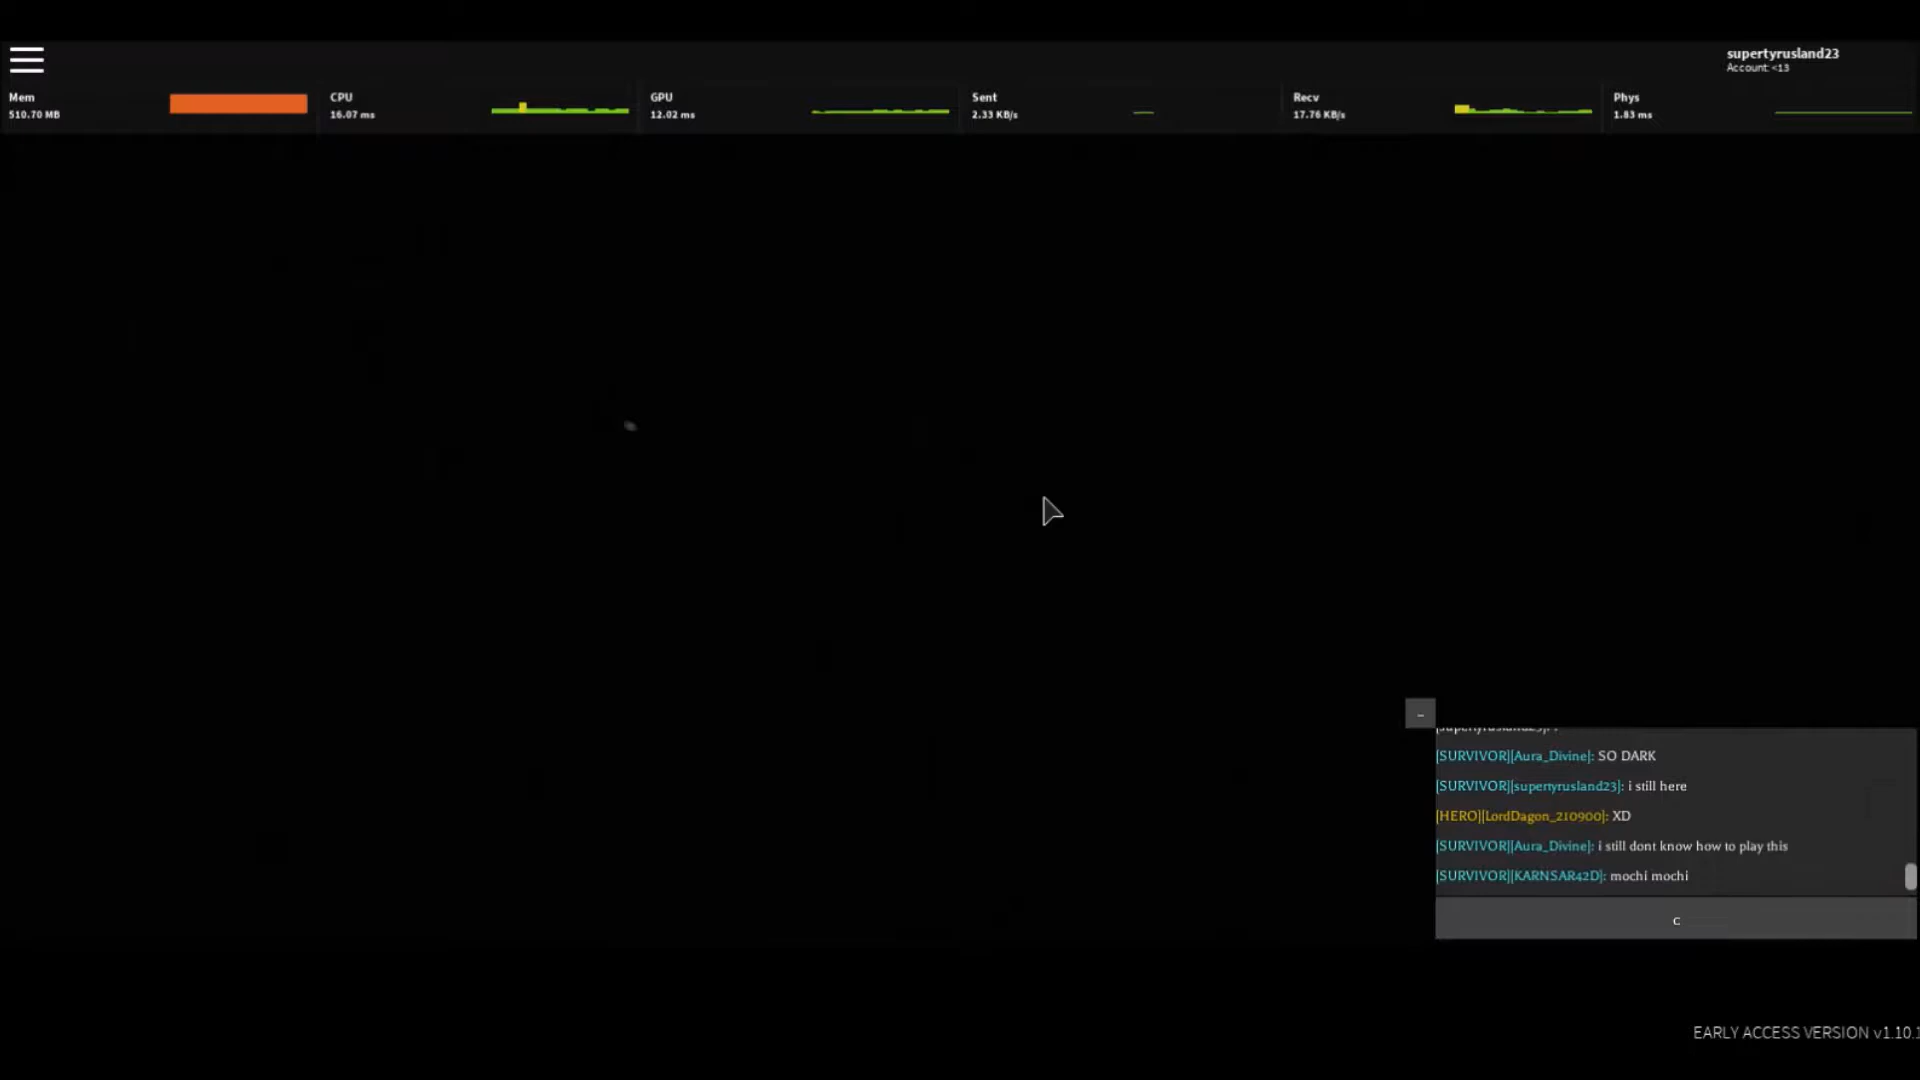 supertyrusland23
Account: <13
Mem
510.70 MB
CPU
16.07 ms
GPU
12.02 ms
Sent
2.33 KB/s
Recv
17.76 KB/s
Phys
1.83 ms
-
[SURVIVOR][Aura_Divine]: SO DARK
[SURVIVOR][supertyrusland23]: i still here
[HERO][LordDagon_210900]: XD
[SURVIVOR][Aura_Divine]: i still dont know how to play this
[SURVIVOR][KARNSAR42D]: mochi mochi
c
EARLY ACCESS VERSION v1.10.1